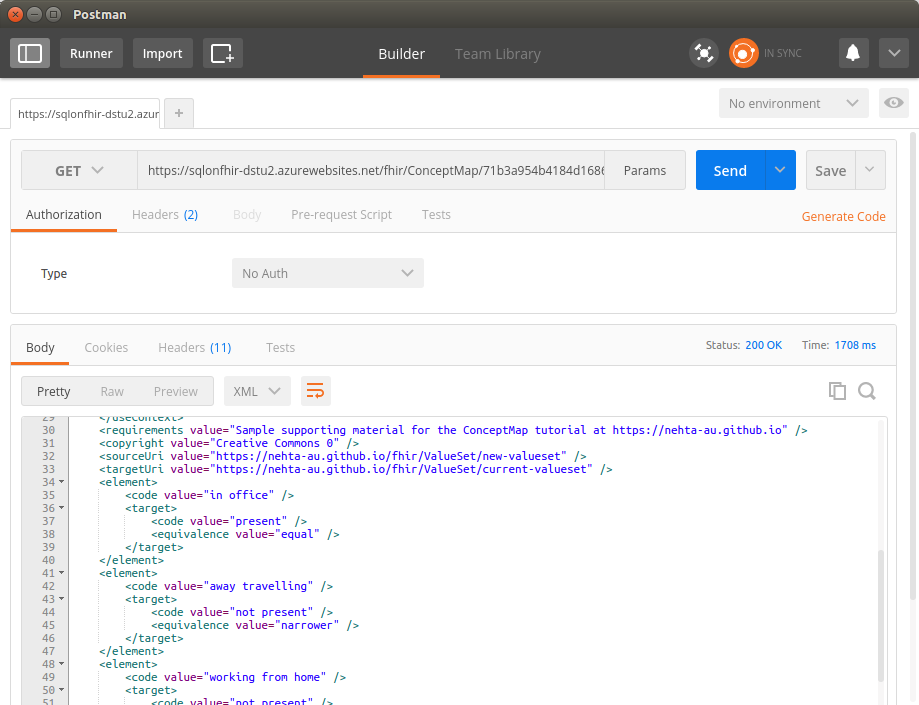 Postman
Runner Import Builder Team Library IN SYNC
https://sqlonfhir-dstu2.azur + No environment
GET https://sqlonfhir-dstu2.azurewebsites.net/fhir/ConceptMap/71b3a954b4184d168 Params Send Save
Authorization Headers (2) Body Pre-request Script Tests Generate Code
Type No Auth
Body Cookies Headers (11) Tests Status: 200 OK Time: 1708 ms
Pretty Raw Preview XML
29 </useContext>
30 <requirements value="Sample supporting material for the ConceptMap tutorial at https://nehta-au.github.io" />
31 <copyright value="Creative Commons 0" />
32 <sourceUri value="https://nehta-au.github.io/fhir/ValueSet/new-valueset" />
33 <targetUri value="https://nehta-au.github.io/fhir/ValueSet/current-valueset" />
34 <element>
35 <code value="in office" />
36 <target>
37 <code value="present" />
38 <equivalence value="equal" />
39 </target>
40 </element>
41 <element>
42 <code value="away travelling" />
43 <target>
44 <code value="not present" />
45 <equivalence value="narrower" />
46 </target>
47 </element>
48 <element>
49 <code value="working from home" />
50 <target>
51 <code value="not present" />